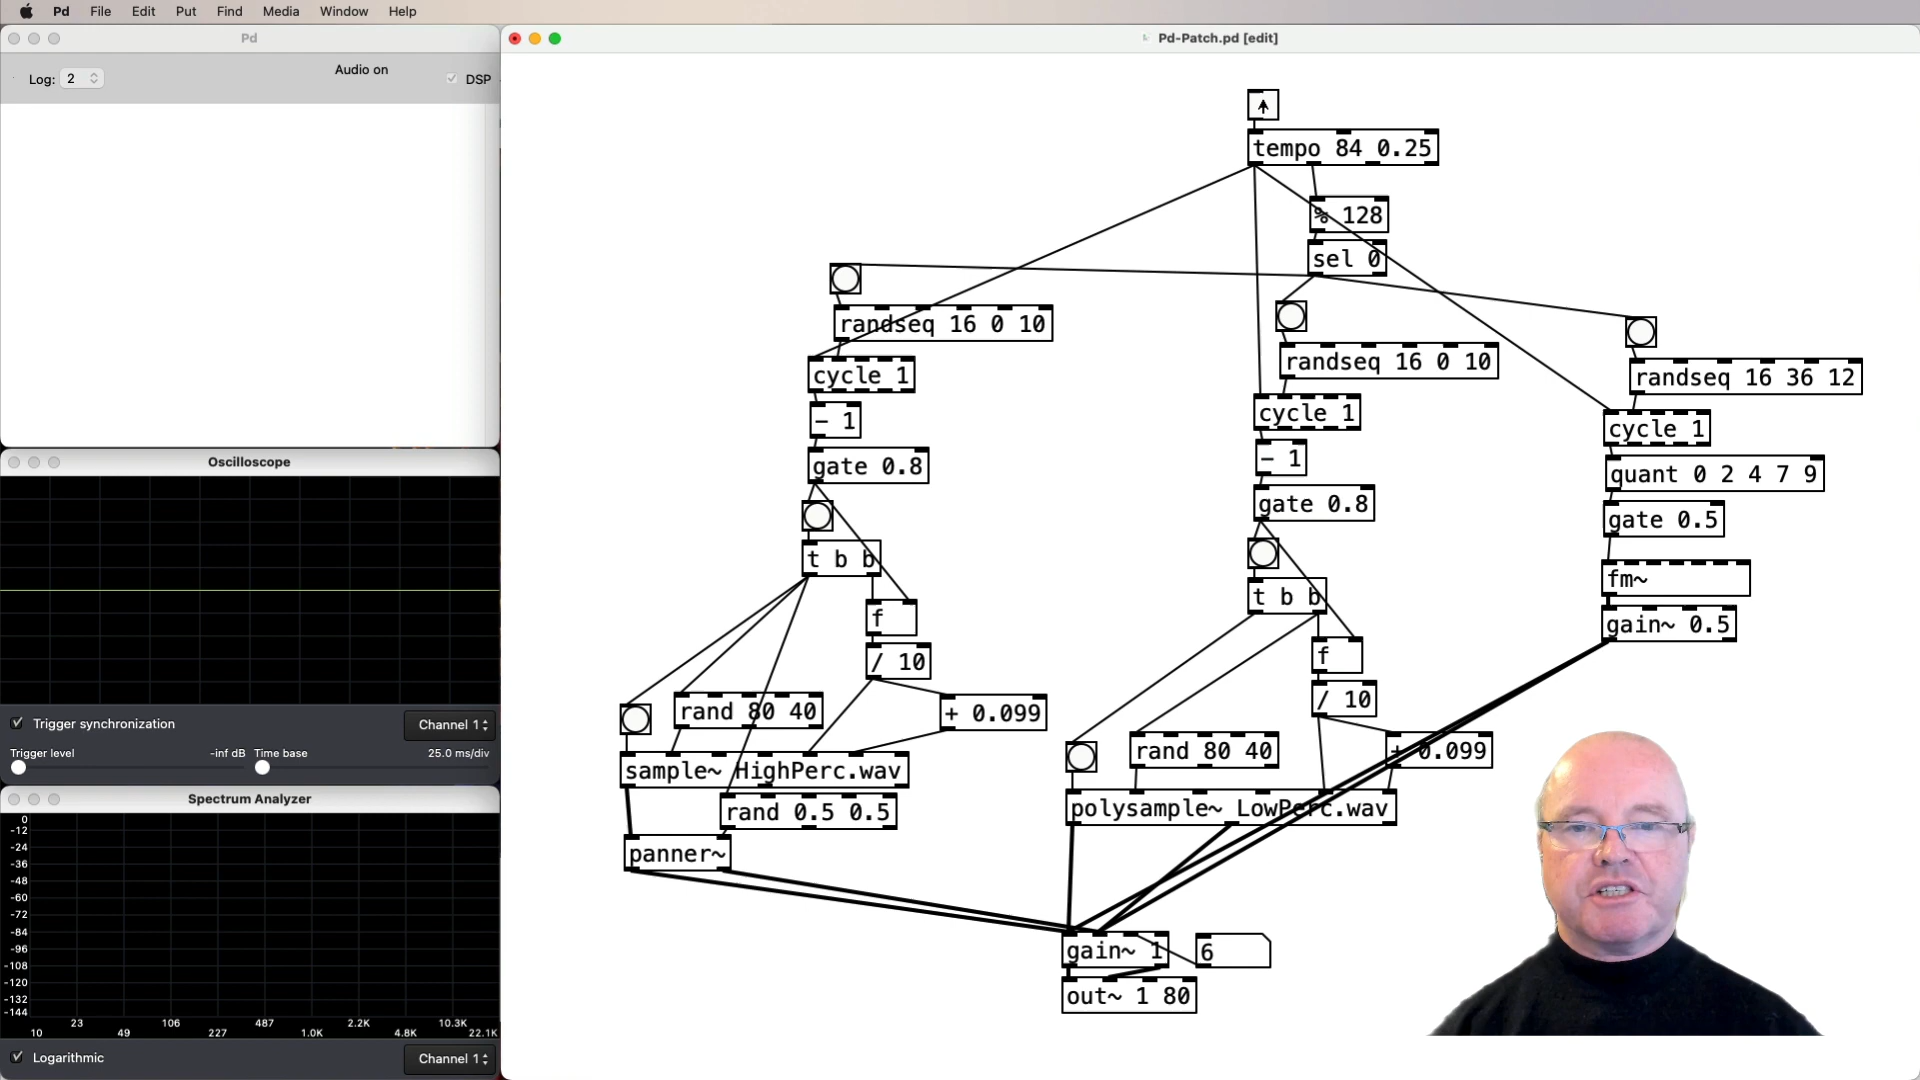 Pd File Edit Put Find Media Window Help
Pd
Audio on
Log: 2
DSP
Oscilloscope
Trigger synchronization
Channel 1
Trigger level -inf dB Time base 25.0 ms/div
Spectrum Analyzer
0
-12
-24
-36
-48
-60
-72
-84
-96
-108
-120
-132
-144
23 106 487 2.2K 10.3K
10 49 227 1.0K 4.8K 22.1K
Logarithmic
Channel 1
Pd-Patch.pd [edit]
tempo 84 0.25
% 128
sel 0
randseq 16 0 10
cycle 1
- 1
gate 0.8
t b b
f
/ 10
rand 80 40
+ 0.099
sample~ HighPerc.wav
rand 0.5 0.5
panner~
randseq 16 0 10
cycle 1
- 1
gate 0.8
t b b
f
/ 10
rand 80 40
+ 0.099
polysample~ LowPerc.wav
randseq 16 36 12
cycle 1
quant 0 2 4 7 9
gate 0.5
fm~
gain~ 0.5
gain~ 1
6
out~ 1 80